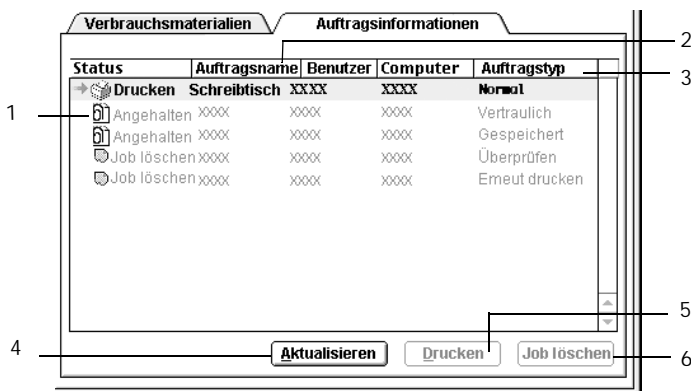 Verbrauchsmaterialien Auftragsinformationen
2
Status Auftragsname Benutzer Computer Auftragstyp
3
Drucken Schreibtisch XXXX XXXX Normal
1
Angehalten XXXX XXXX XXXX Vertraulich
Angehalten XXXX XXXX XXXX Gespeichert
Job löschen XXXX XXXX XXXX Überprüfen
Job löschen XXXX XXXX XXXX Erneut drucken
5
4
Aktualisieren Drucken Job löschen
6